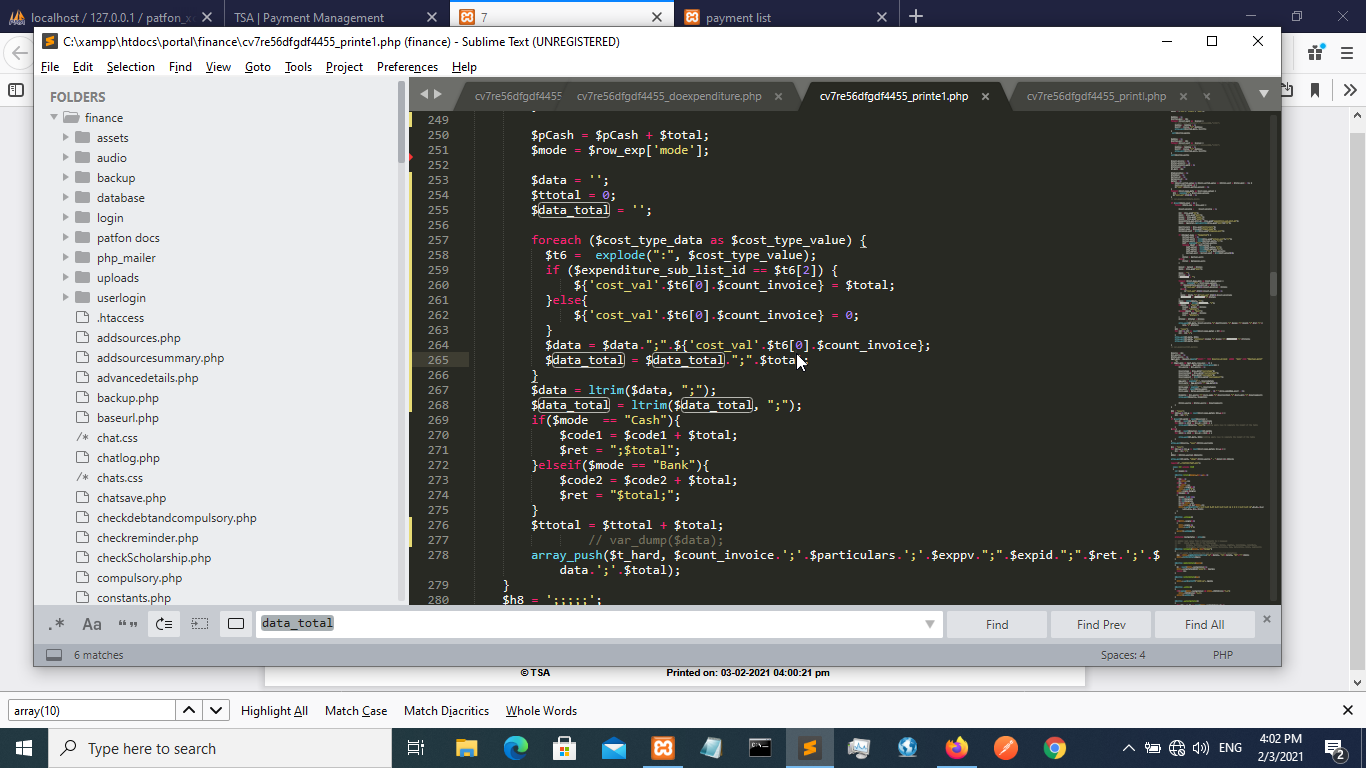 localhost / 127.0.0.1 / patfon_x
TSA | Payment Management
7
payment list
C:\xampp\htdocs\portal\finance\cv7re56dfgdf4455_printe1.php (finance) - Sublime Text (UNREGISTERED)
File Edit Selection Find View Goto Tools Project Preferences Help
FOLDERS
finance
assets
audio
backup
database
login
patfon docs
php_mailer
uploads
userlogin
.htaccess
addsources.php
addsourcesummary.php
advancedetails.php
backup.php
baseurl.php
/* chat.css
chatlog.php
/* chats.css
chatsave.php
checkdebtandcompulsory.php
checkreminder.php
checkScholarship.php
compulsory.php
constants.php
cv7re56dfgdf4455 cv7re56dfgdf4455_doexpenditure.php cv7re56dfgdf4455_printe1.php cv7re56dfgdf4455_printl.php
249
250 $pCash = $pCash + $total;
251 $mode = $row_exp['mode'];
252
253 $data = '';
254 $ttotal = 0;
255 $data_total = '';
256
257 foreach ($cost_type_data as $cost_type_value) {
258 $t6 = explode(":", $cost_type_value);
259 if ($expenditure_sub_list_id == $t6[2]) {
260 ${'cost_val'.$t6[0].$count_invoice} = $total;
261 }else{
262 ${'cost_val'.$t6[0].$count_invoice} = 0;
263 }
264 $data = $data.";".${'cost_val'.$t6[0].$count_invoice};
265 $data_total = $data_total.";".$total;
266 }
267 $data = ltrim($data, ";");
268 $data_total = ltrim($data_total, ";");
269 if($mode == "Cash"){
270 $code1 = $code1 + $total;
271 $ret = ";$total";
272 }elseif($mode == "Bank"){
273 $code2 = $code2 + $total;
274 $ret = "$total;";
275 }
276 $ttotal = $ttotal + $total;
277 // var_dump($data);
278 array_push($t_hard, $count_invoice.';'.$particulars.';'.$exppv.";".$expid.";".$ret.';'.$
data.';'.$total);
279 }
280 $h8 = ';;;;;';
.* Aa “” data_total Find Find Prev Find All
6 matches Spaces: 4 PHP
© TSA Printed on: 03-02-2021 04:00:21 pm
array(10) Highlight All Match Case Match Diacritics Whole Words
Type here to search
ENG
4:02 PM
2/3/2021
2